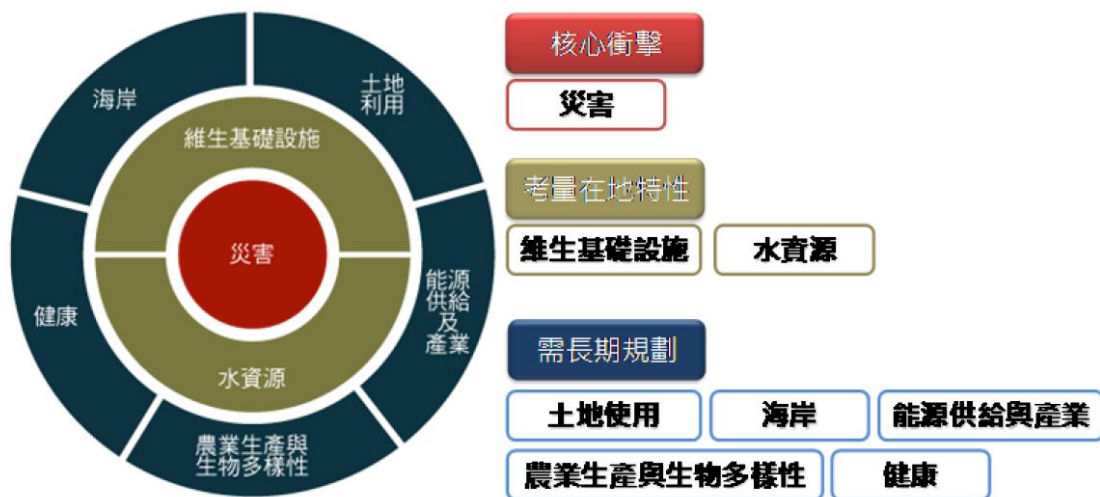 海岸
土地
利用
維生基礎設施
災害
健康
能源
供給
及
產業
水資源
農業生產與
生物多樣性
核心衝擊
災害
考量在地特性
維生基礎設施
水資源
需長期規劃
土地使用
海岸
能源供給與產業
農業生產與生物多樣性
健康